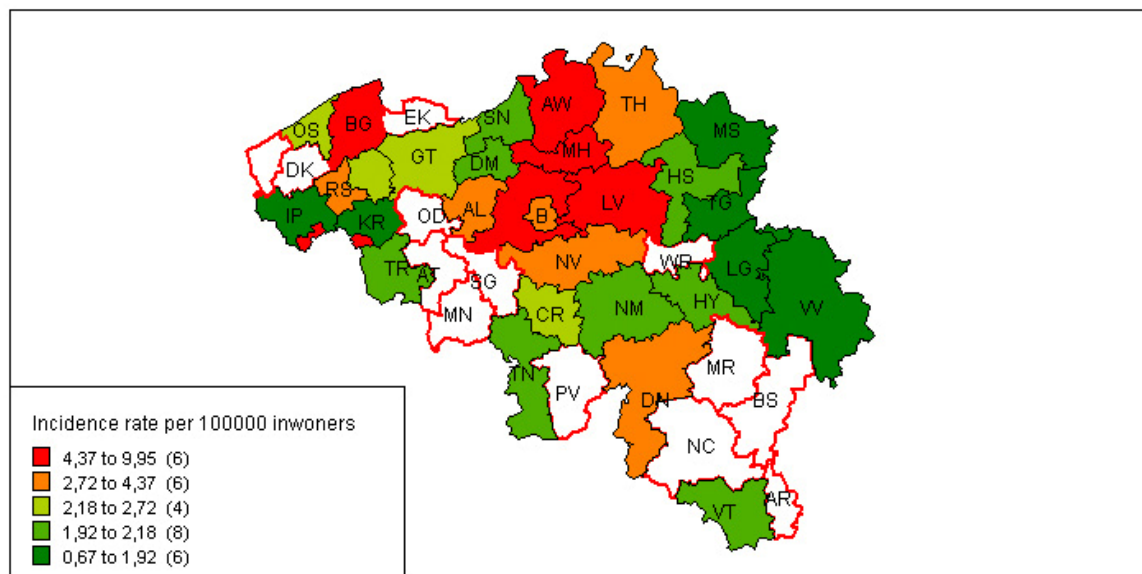 AW
TH
EK
OS
BG
SN
MS
GT
MH
DM
DK
HS
RS
TG
AL
LV
IP
KR
OD
B
TR
AT
SG
NV
WR
LG
MN
CR
NM
HY
VV
TN
PV
MR
DN
BS
NC
AR
VT
Incidence rate per 100000 inwoners
4,37 to 9,95 (6)
2,72 to 4,37 (6)
2,18 to 2,72 (4)
1,92 to 2,18 (8)
0,67 to 1,92 (6)